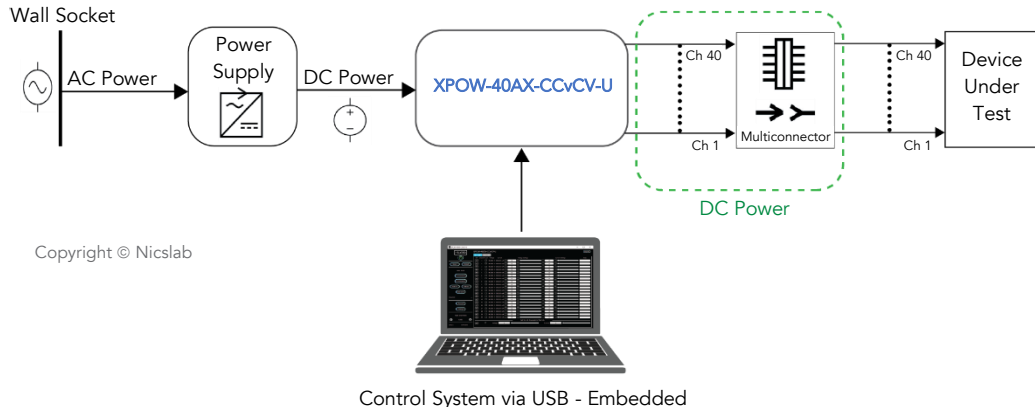 Wall Socket
AC Power
Power
Supply
DC Power
XPOW-40AX-CCvCV-U
Ch 40
Ch 1
Multiconnector
Ch 40
Ch 1
Device
Under
Test
DC Power
Copyright © Nicslab
Control System via USB - Embedded